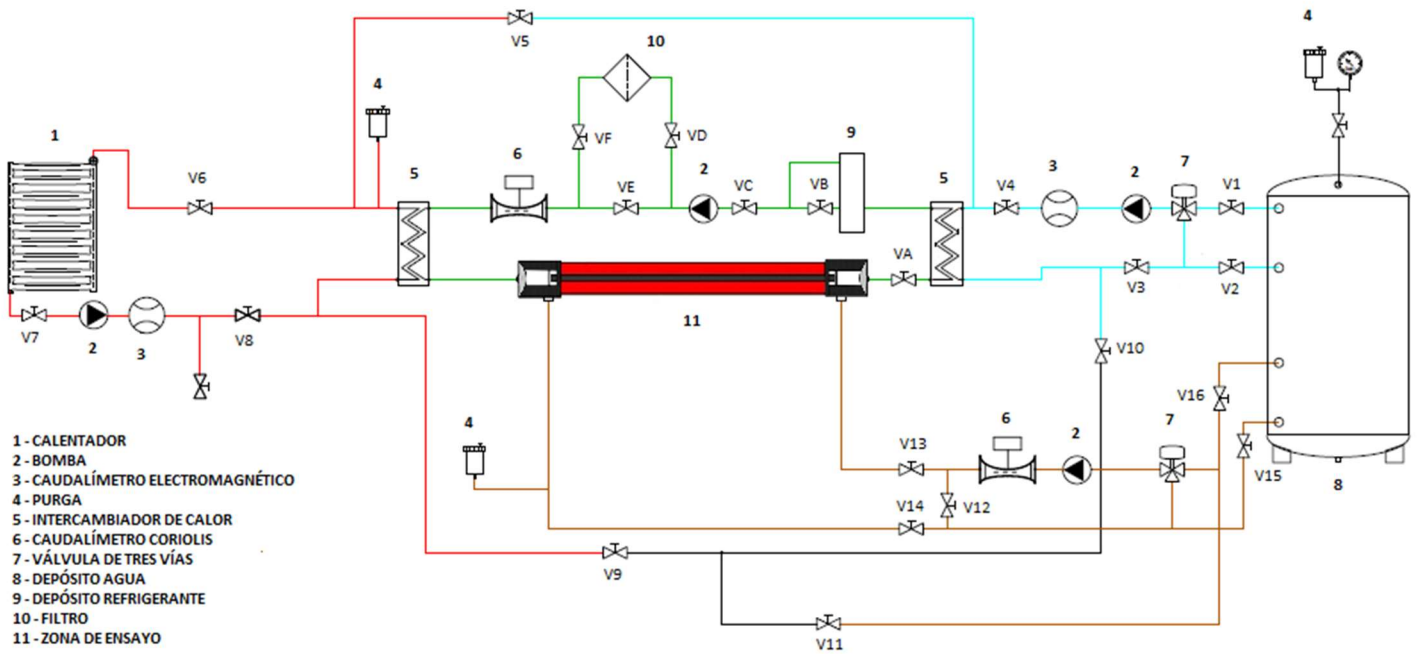 V5
10
4
4
1
6
VF
VD
9
5
2
5
3
2
7
V6
VE
VC
VB
V4
V1
VA
V3
V2
11
V7
2
3
V8
V10
V16
4
6
2
7
V13
V14
V12
V15
8
V9
V11
1 - CALENTADOR
2 - BOMBA
3 - CAUDALÍMETRO ELECTROMAGNÉTICO
4 - PURGA
5 - INTERCAMBIADOR DE CALOR
6 - CAUDALÍMETRO CORIOLIS
7 - VÁLVULA DE TRES VÍAS
8 - DEPÓSITO AGUA
9 - DEPÓSITO REFRIGERANTE
10 - FILTRO
11 - ZONA DE ENSAYO